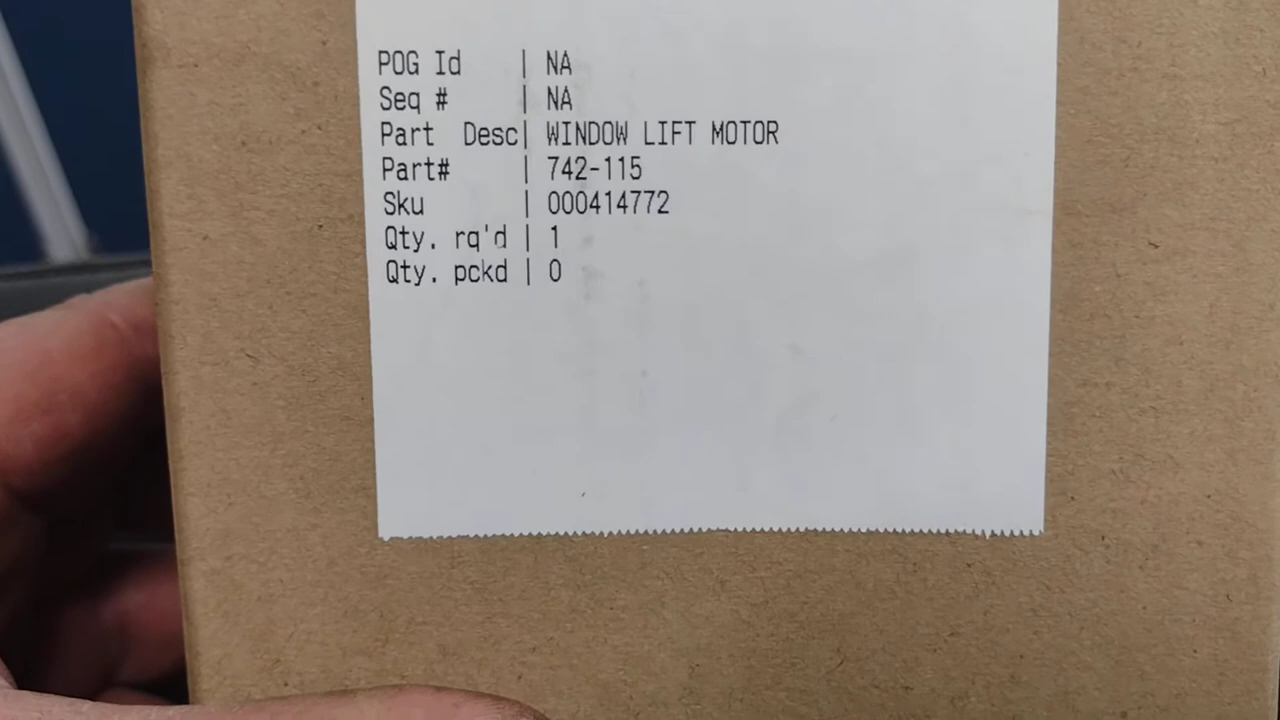 POG Id | NA
Seq # | NA
Part Desc| WINDOW LIFT MOTOR
Part# | 742-115
Sku | 000414772
Qty. rq'd | 1
Qty. pckd | 0